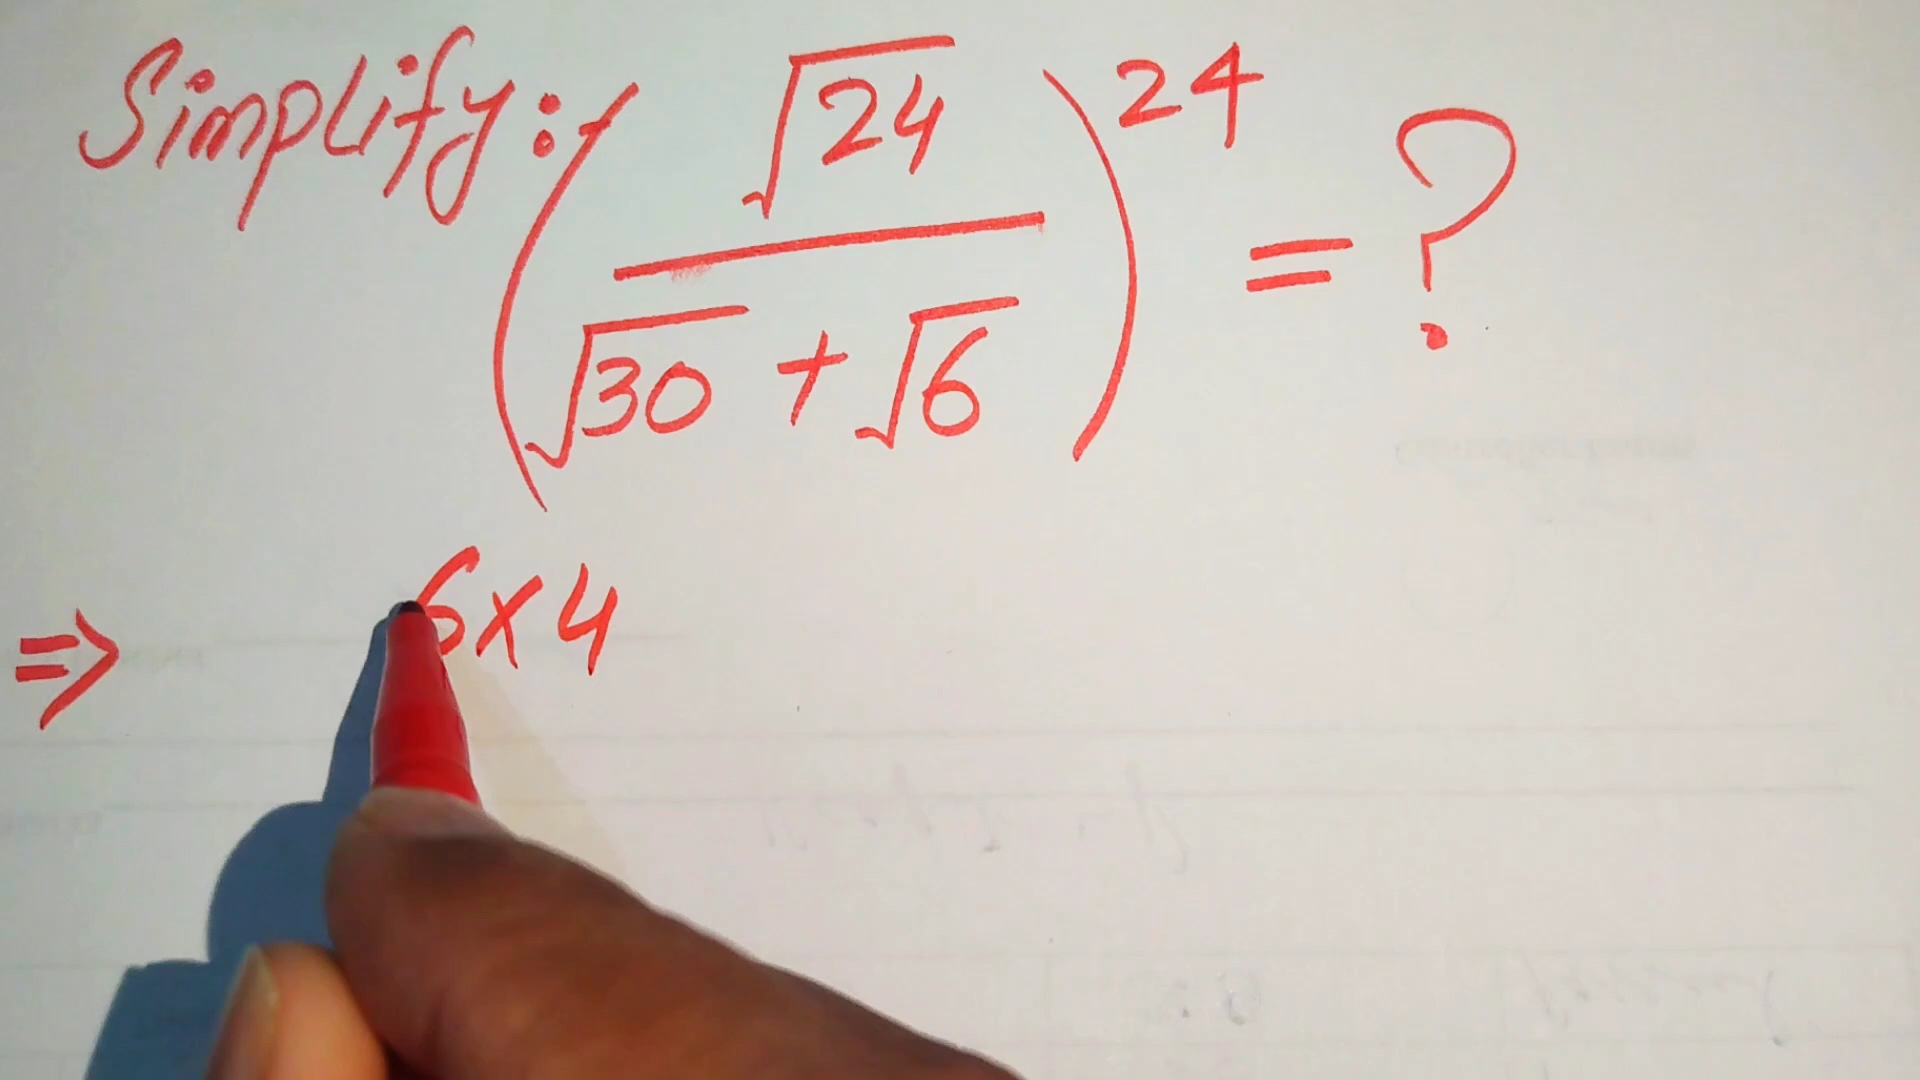 Simplify: (√24 / (√30 + √6))^24 = ?
⇒ 6×4